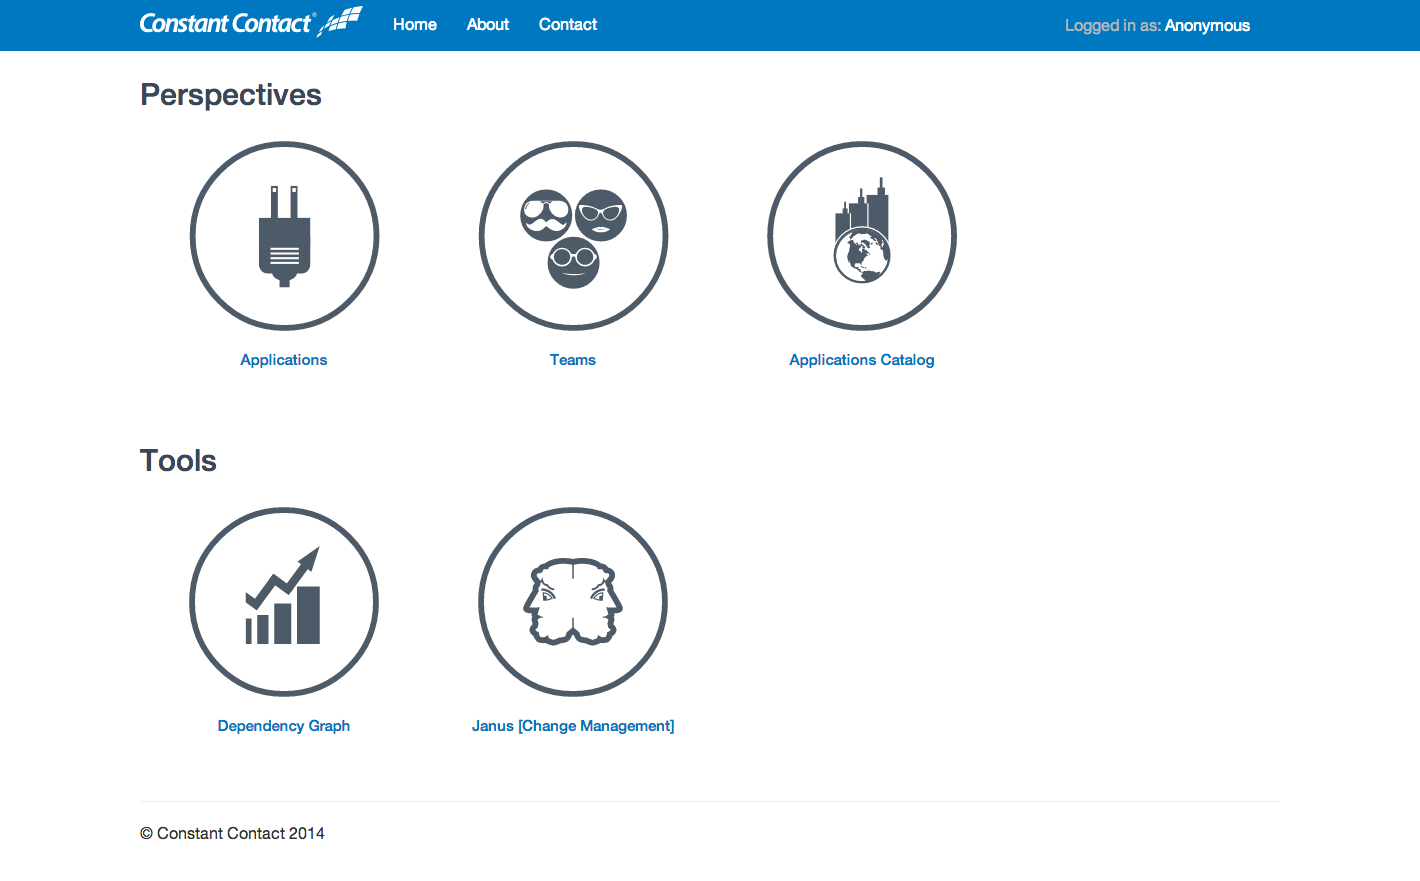 Constant Contact® Home About Contact Logged in as: Anonymous
Perspectives
Applications Teams Applications Catalog
Tools
Dependency Graph Janus [Change Management]
© Constant Contact 2014